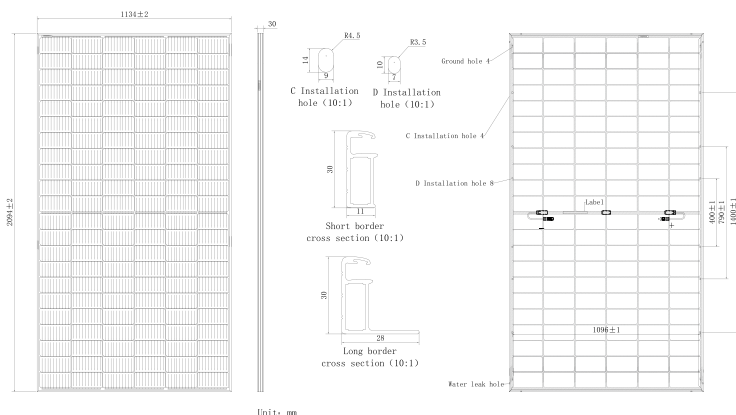 1134±2
30
2094±2
R4.5
14
9
C Installation
hole (10:1)
R3.5
10
7
D Installation
hole (10:1)
30
11
Short border
cross section (10:1)
30
28
Long border
cross section (10:1)
Unit: mm
Ground hole 4
C Installation hole 4
D Installation hole 8
Label
-
+
400±1
790±1
1400±1
1096±1
Water leak hole